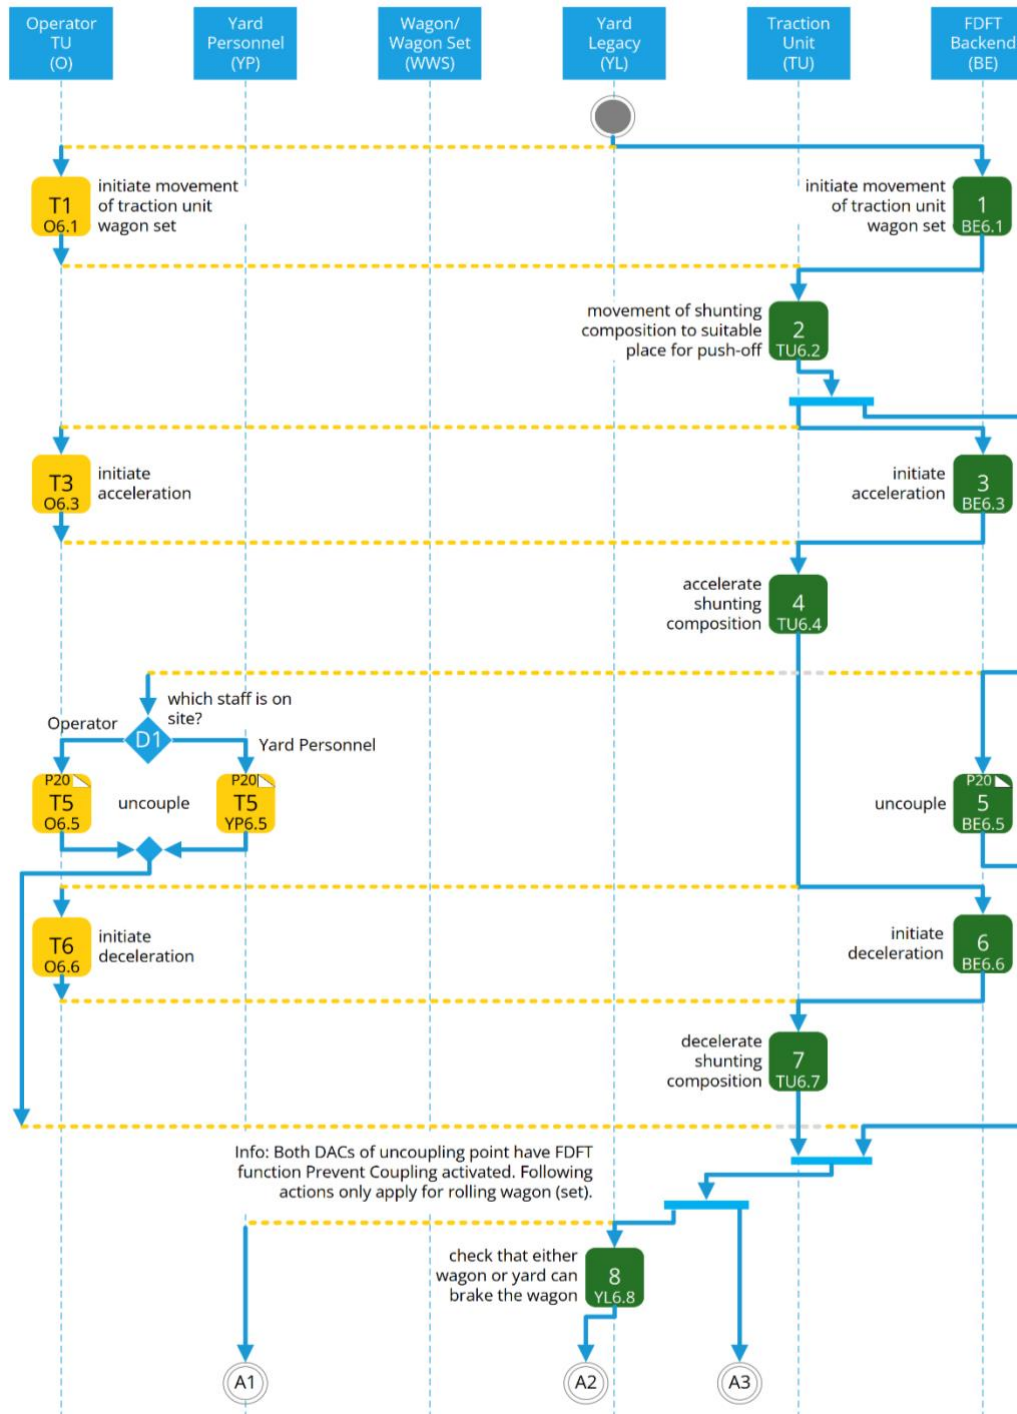 Operator
TU
(O)
Yard
Personnel
(YP)
Wagon/
Wagon Set
(WWS)
Yard
Legacy
(YL)
Traction
Unit
(TU)
FDFT
Backend
(BE)
T1
O6.1
initiate movement
of traction unit
wagon set
initiate movement
of traction unit
wagon set
1
BE6.1
movement of shunting
composition to suitable
place for push-off
2
TU6.2
T3
O6.3
initiate
acceleration
initiate
acceleration
3
BE6.3
accelerate
shunting
composition
4
TU6.4
which staff is on
site?
Operator
D1
Yard Personnel
P20
T5
O6.5
uncouple
P20
T5
YP6.5
uncouple
P20
5
BE6.5
T6
O6.6
initiate
deceleration
initiate
deceleration
6
BE6.6
decelerate
shunting
composition
7
TU6.7
Info: Both DACs of uncoupling point have FDFT
function Prevent Coupling activated. Following
actions only apply for rolling wagon (set).
check that either
wagon or yard can
brake the wagon
8
YL6.8
A1
A2
A3